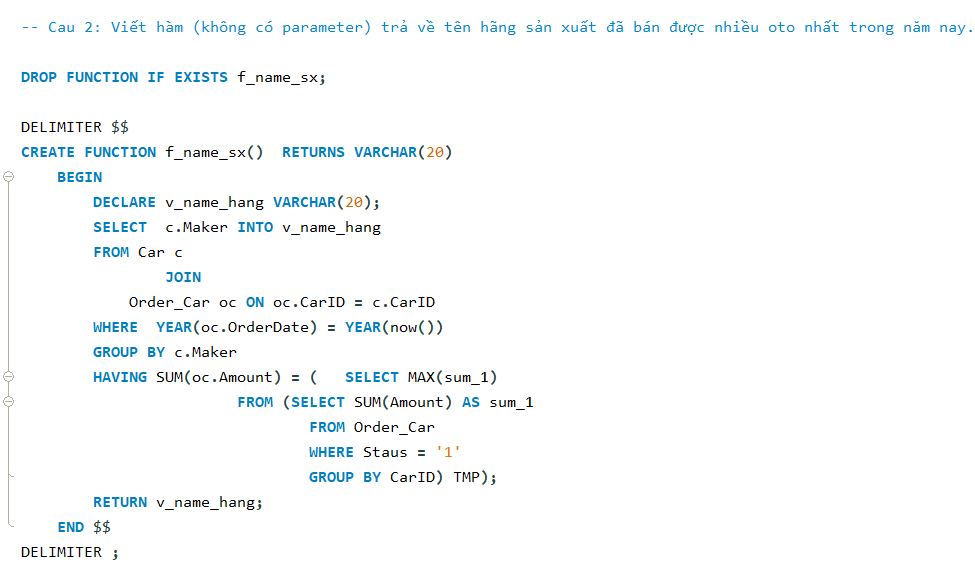 -- Cau 2: Viết hàm (không có parameter) trả về tên hãng sản xuất đã bán được nhiều oto nhất trong năm nay.
DROP FUNCTION IF EXISTS f_name_sx;
DELIMITER $$
CREATE FUNCTION f_name_sx()  RETURNS VARCHAR(20)
BEGIN
DECLARE v_name_hang VARCHAR(20);
SELECT  c.Maker INTO v_name_hang
FROM Car c
JOIN
Order_Car oc ON oc.CarID = c.CarID
WHERE  YEAR(oc.OrderDate) = YEAR(now())
GROUP BY c.Maker
HAVING SUM(oc.Amount) = (   SELECT MAX(sum_1)
FROM (SELECT SUM(Amount) AS sum_1
FROM Order_Car
WHERE Staus = '1'
GROUP BY CarID) TMP);
RETURN v_name_hang;
END $$
DELIMITER ;